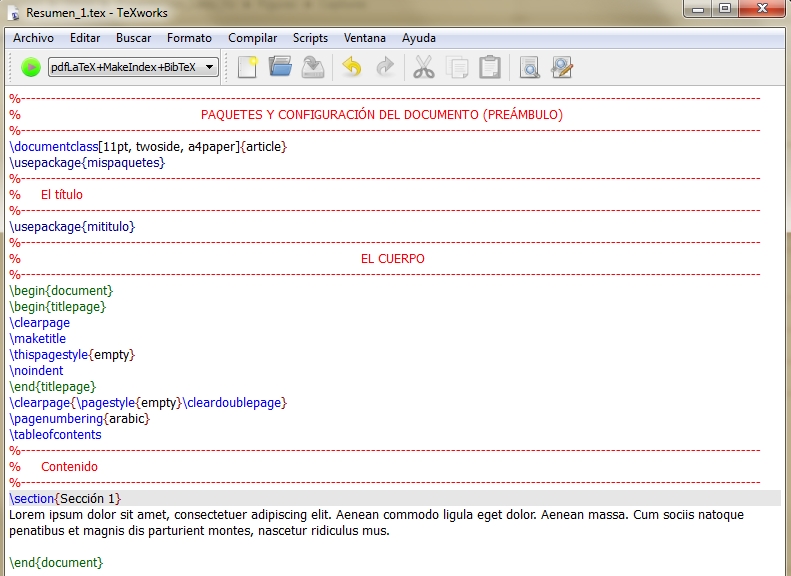 Resumen_1.tex - TeXworks
Archivo Editar Buscar Formato Compilar Scripts Ventana Ayuda
pdfLaTeX+MakeIndex+BibTeX
%------------------------------------------------------------
% PAQUETES Y CONFIGURACIÓN DEL DOCUMENTO (PREÁMBULO)
%------------------------------------------------------------
\documentclass[11pt, twoside, a4paper]{article}
\usepackage{mispaquetes}
%------------------------------------------------------------
% El título
%------------------------------------------------------------
\usepackage{mititulo}
%------------------------------------------------------------
% EL CUERPO
%------------------------------------------------------------
\begin{document}
\begin{titlepage}
\clearpage
\maketitle
\thispagestyle{empty}
\noindent
\end{titlepage}
\clearpage{\pagestyle{empty}\cleardoublepage}
\pagenumbering{arabic}
\tableofcontents
%------------------------------------------------------------
% Contenido
%------------------------------------------------------------
\section{Sección 1}
Lorem ipsum dolor sit amet, consectetuer adipiscing elit. Aenean commodo ligula eget dolor. Aenean massa. Cum sociis natoque
penatibus et magnis dis parturient montes, nascetur ridiculus mus.
\end{document}